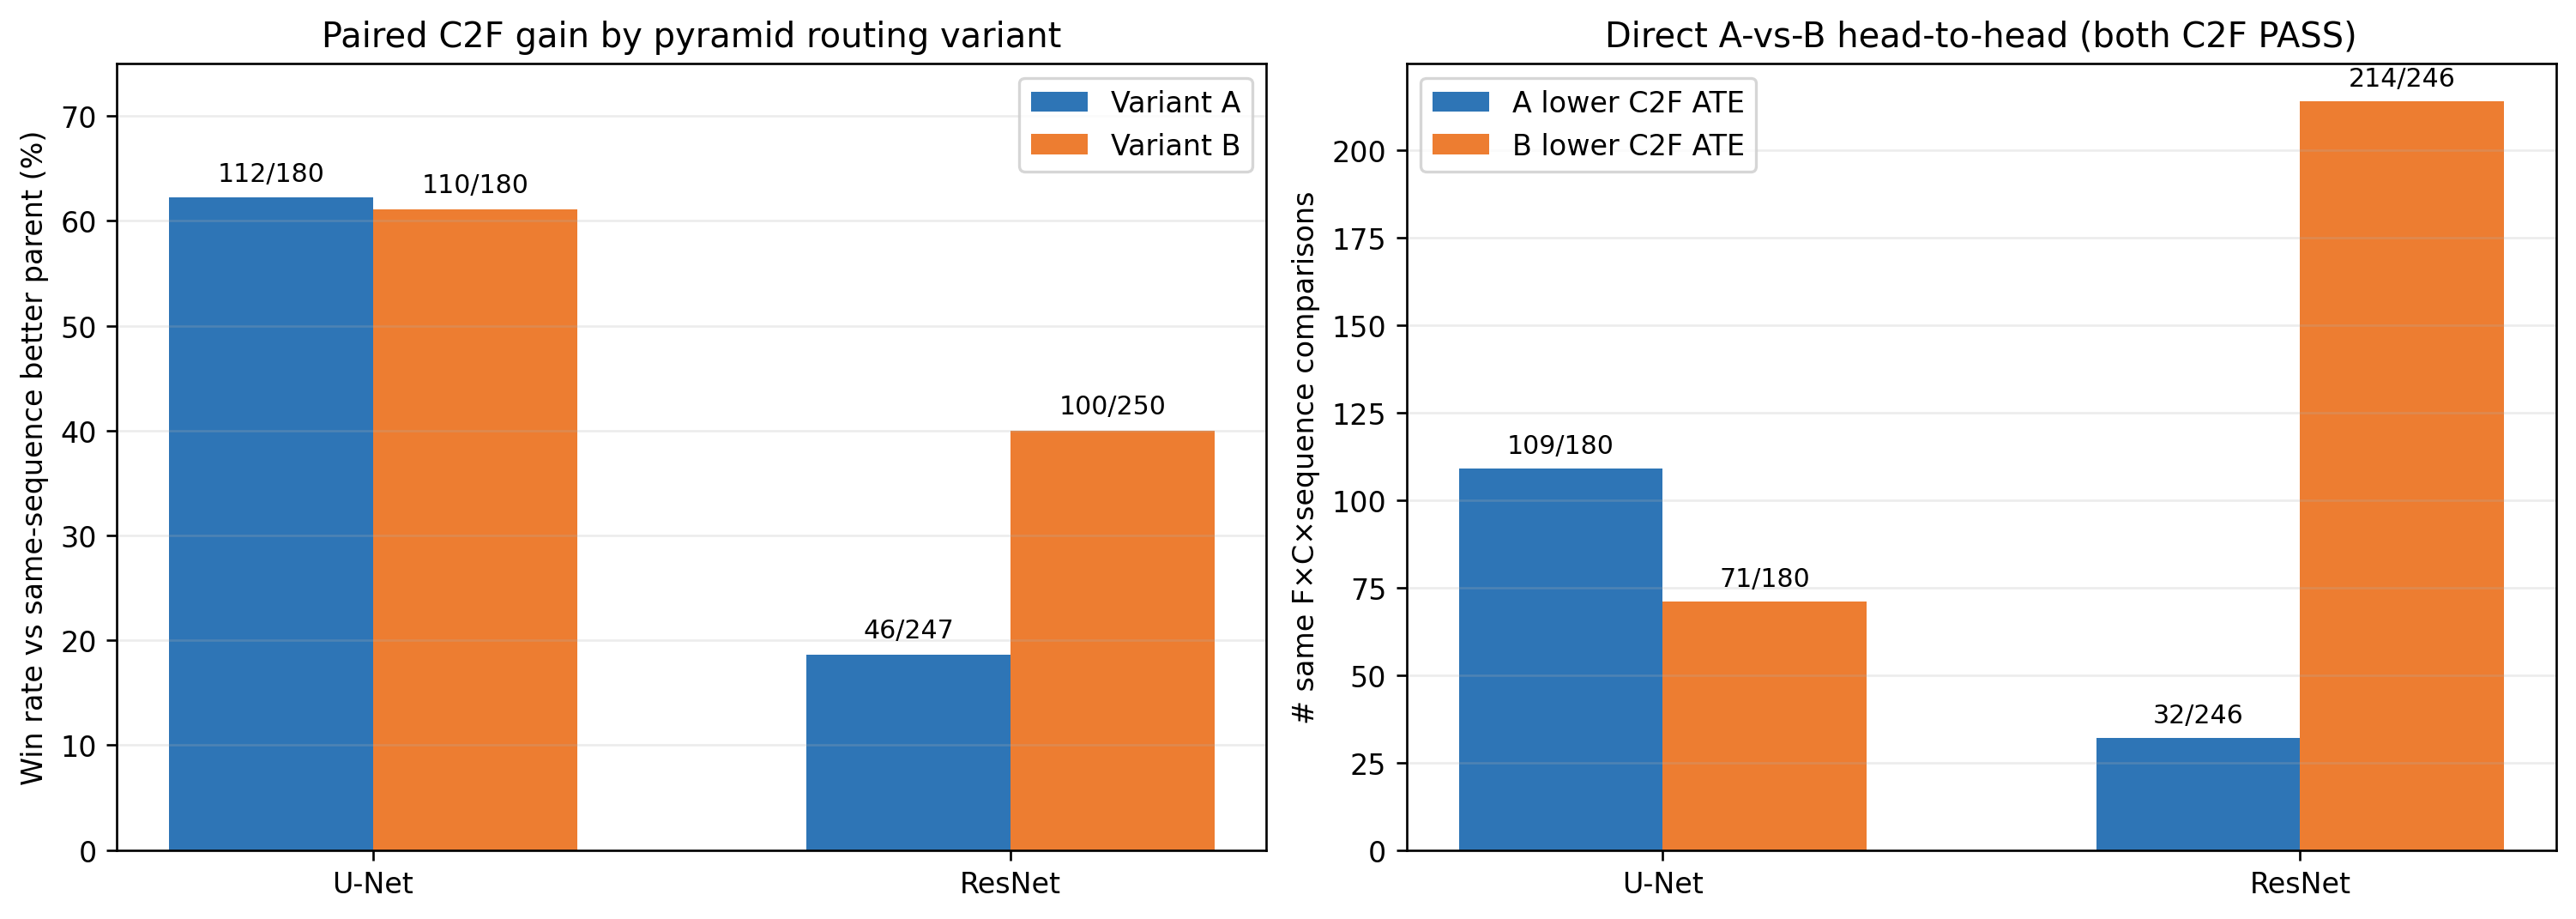 Paired C2F gain by pyramid routing variant
Win rate vs same-sequence better parent (%)
70
60
50
40
30
20
10
0
Variant A
Variant B
112/180
110/180
46/247
100/250
U-Net
ResNet
Direct A-vs-B head-to-head (both C2F PASS)
# same F×C×sequence comparisons
200
175
150
125
100
75
50
25
0
A lower C2F ATE
B lower C2F ATE
109/180
71/180
32/246
214/246
U-Net
ResNet